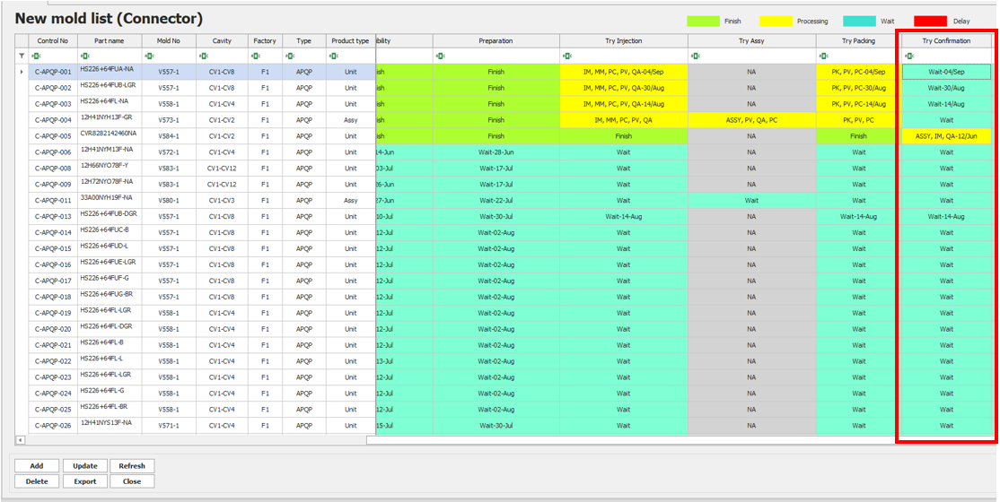 New mold list (Connector)
Finish Processing Wait Delay
Control No Part name Mold No Cavity Factory Type Product type ibility Preparation Try Injection Try Assy Try Packing Try Confirmation
C-APQP-001 HS226+64FUA-NA V557-1 CV1-CV8 F1 APQP Unit ish Finish IM, MM, PC, PV, QA-04/Sep NA PK, PV, PC-04/Sep Wait-04/Sep
C-APQP-002 HS226+64FUB-LGR V557-1 CV1-CV8 F1 APQP Unit ish Finish IM, MM, PC, PV, QA-30/Aug NA PK, PV, PC-30/Aug Wait-30/Aug
C-APQP-003 HS226+64FL-NA V558-1 CV1-CV4 F1 APQP Unit ish Finish IM, MM, PC, PV, QA-14/Aug NA PK, PV, PC-14/Aug Wait-14/Aug
C-APQP-004 12H41NYH13F-GR V573-1 CV1-CV2 F1 APQP Assy ish Finish IM, MM, PC, PV, QA ASSY, PV, QA, PC PK, PV, PC Wait
C-APQP-005 CVR8282142460NA V584-1 CV1-CV2 F1 APQP Unit ish Finish Finish NA Finish ASSY, IM, QA-12/Jun
C-APQP-006 12H41NYM13F-NA V572-1 CV1-CV4 F1 APQP Unit 14-Jun Wait-28-Jun Wait NA Wait Wait
C-APQP-008 12H66NYO78F-Y V583-1 CV1-CV12 F1 APQP Unit 03-Jul Wait-17-Jul Wait NA Wait Wait
C-APQP-009 12H72NYO78F-NA V583-1 CV1-CV12 F1 APQP Unit 26-Jun Wait-17-Jul Wait NA Wait Wait
C-APQP-011 33A00NYH19F-NA V580-1 CV1-CV3 F1 APQP Assy 27-Jun Wait-22-Jul Wait Wait Wait Wait
C-APQP-013 HS226+64FUB-DGR V557-1 CV1-CV8 F1 APQP Unit 10-Jul Wait-30-Jul Wait-14-Aug NA Wait-14-Aug Wait-14-Aug
C-APQP-014 HS226+64FUC-B V557-1 CV1-CV8 F1 APQP Unit 12-Jul Wait-02-Aug Wait NA Wait Wait
C-APQP-015 HS226+64FUD-L V557-1 CV1-CV8 F1 APQP Unit 12-Jul Wait-02-Aug Wait NA Wait Wait
C-APQP-016 HS226+64FUE-LGR V557-1 CV1-CV8 F1 APQP Unit 12-Jul Wait-02-Aug Wait NA Wait Wait
C-APQP-017 HS226+64FUF-G V557-1 CV1-CV8 F1 APQP Unit 12-Jul Wait-02-Aug Wait NA Wait Wait
C-APQP-018 HS226+64FUG-BR V557-1 CV1-CV8 F1 APQP Unit 12-Jul Wait-02-Aug Wait NA Wait Wait
C-APQP-019 HS226+64FL-LGR V558-1 CV1-CV4 F1 APQP Unit 12-Jul Wait-02-Aug Wait NA Wait Wait
C-APQP-020 HS226+64FL-DGR V558-1 CV1-CV4 F1 APQP Unit 12-Jul Wait-02-Aug Wait NA Wait Wait
C-APQP-021 HS226+64FL-B V558-1 CV1-CV4 F1 APQP Unit 12-Jul Wait-02-Aug Wait NA Wait Wait
C-APQP-022 HS226+64FL-L V558-1 CV1-CV4 F1 APQP Unit 13-Jul Wait-02-Aug Wait NA Wait Wait
C-APQP-023 HS226+64FL-LGR V558-1 CV1-CV4 F1 APQP Unit 12-Jul Wait-02-Aug Wait NA Wait Wait
C-APQP-024 HS226+64FL-G V558-1 CV1-CV4 F1 APQP Unit 12-Jul Wait-02-Aug Wait NA Wait Wait
C-APQP-025 HS226+64FL-BR V558-1 CV1-CV4 F1 APQP Unit 12-Jul Wait-02-Aug Wait NA Wait Wait
C-APQP-026 12H41NYS13F-NA V571-1 CV1-CV4 F1 APQP Unit 15-Jul Wait-30-Jul Wait NA Wait Wait
Add Update Refresh
Delete Export Close